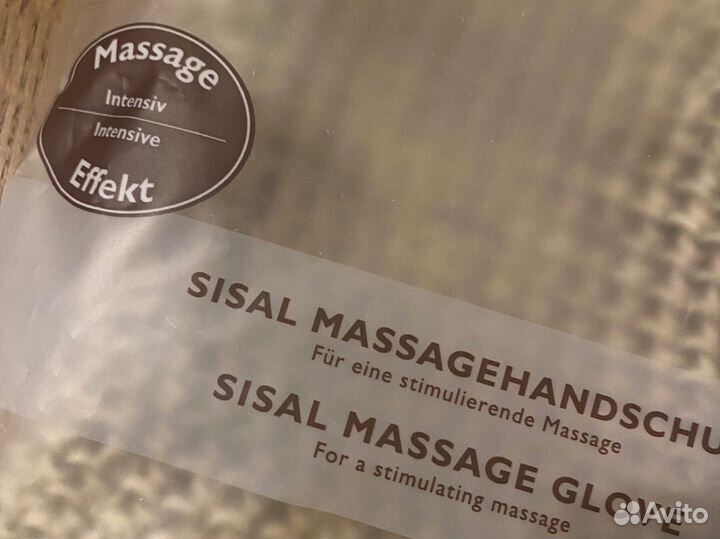 Massage
Intensiv
Intensive
Effekt
SISAL MASSAGEHANDSCHU
Für eine stimulierende Massage
SISAL MASSAGE GLOVE
For a stimulating massage
Avito